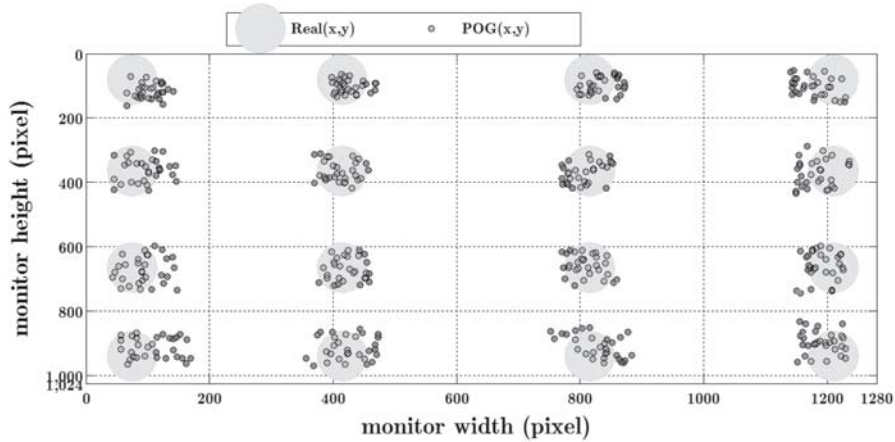 Real(x,y) POG(x,y)
0
200
400
600
800
1,000
1,024
0 200 400 600 800 1000 1200 1280
monitor height (pixel)
monitor width (pixel)